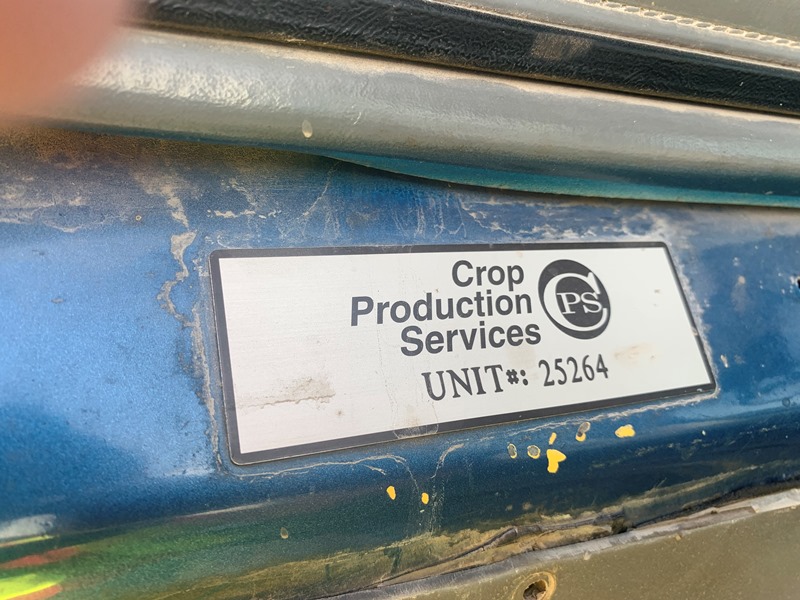 Crop
Production
Services
CPS
UNIT#: 25264